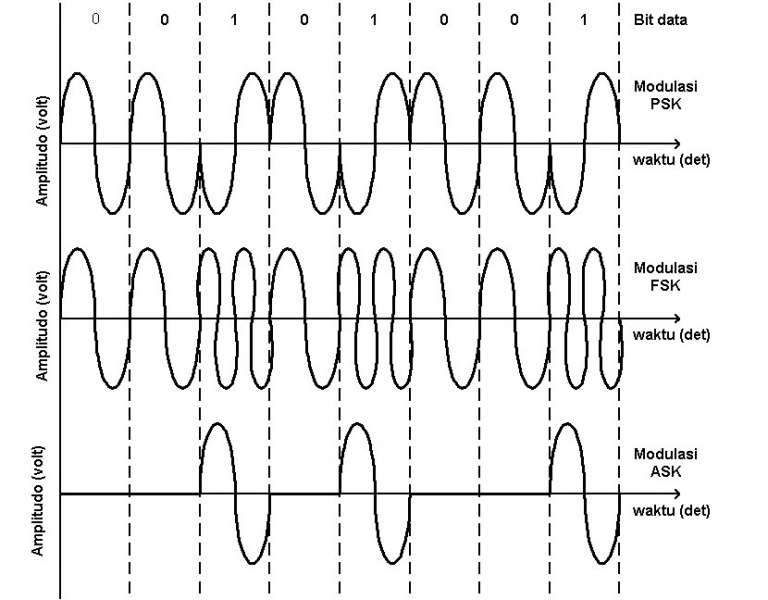 0 0 1 0 1 0 0 1 Bit data
Modulasi
PSK
Amplitudo (volt)
waktu (det)
Modulasi
FSK
Amplitudo (volt)
waktu (det)
Modulasi
ASK
Amplitudo (volt)
waktu (det)